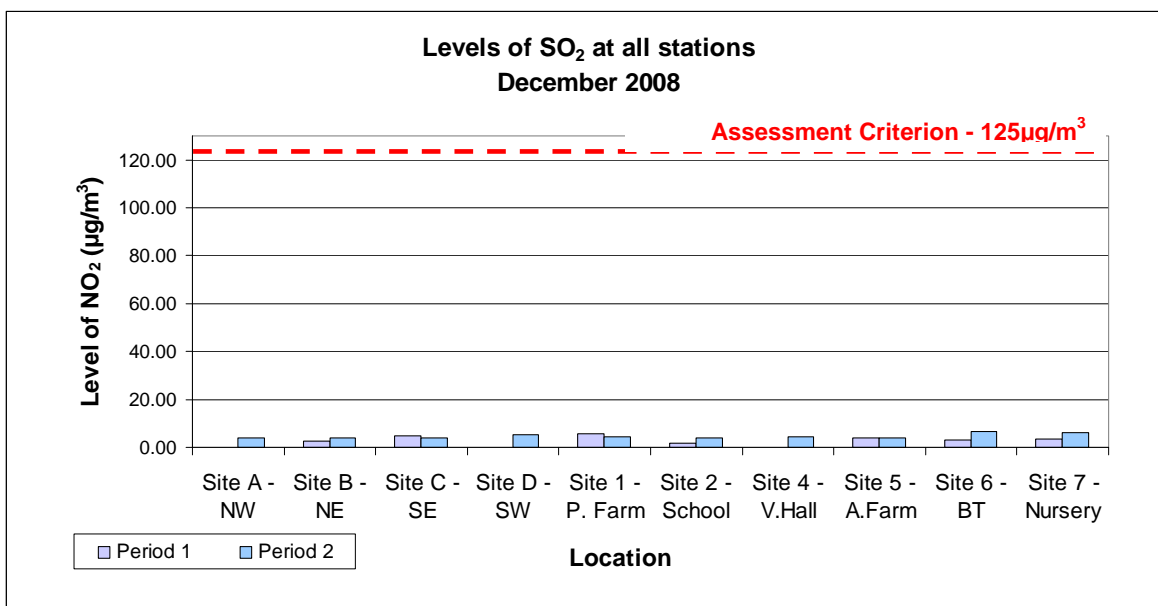 Levels of SO₂ at all stations
December 2008
Assessment Criterion - 125µg/m³
Level of NO₂ (µg/m³)
120.00
100.00
80.00
60.00
40.00
20.00
0.00
Site A - NW
Site B - NE
Site C - SE
Site D - SW
Site 1 - P. Farm
Site 2 - School
Site 4 - V.Hall
Site 5 - A.Farm
Site 6 - BT
Site 7 - Nursery
Period 1
Period 2
Location